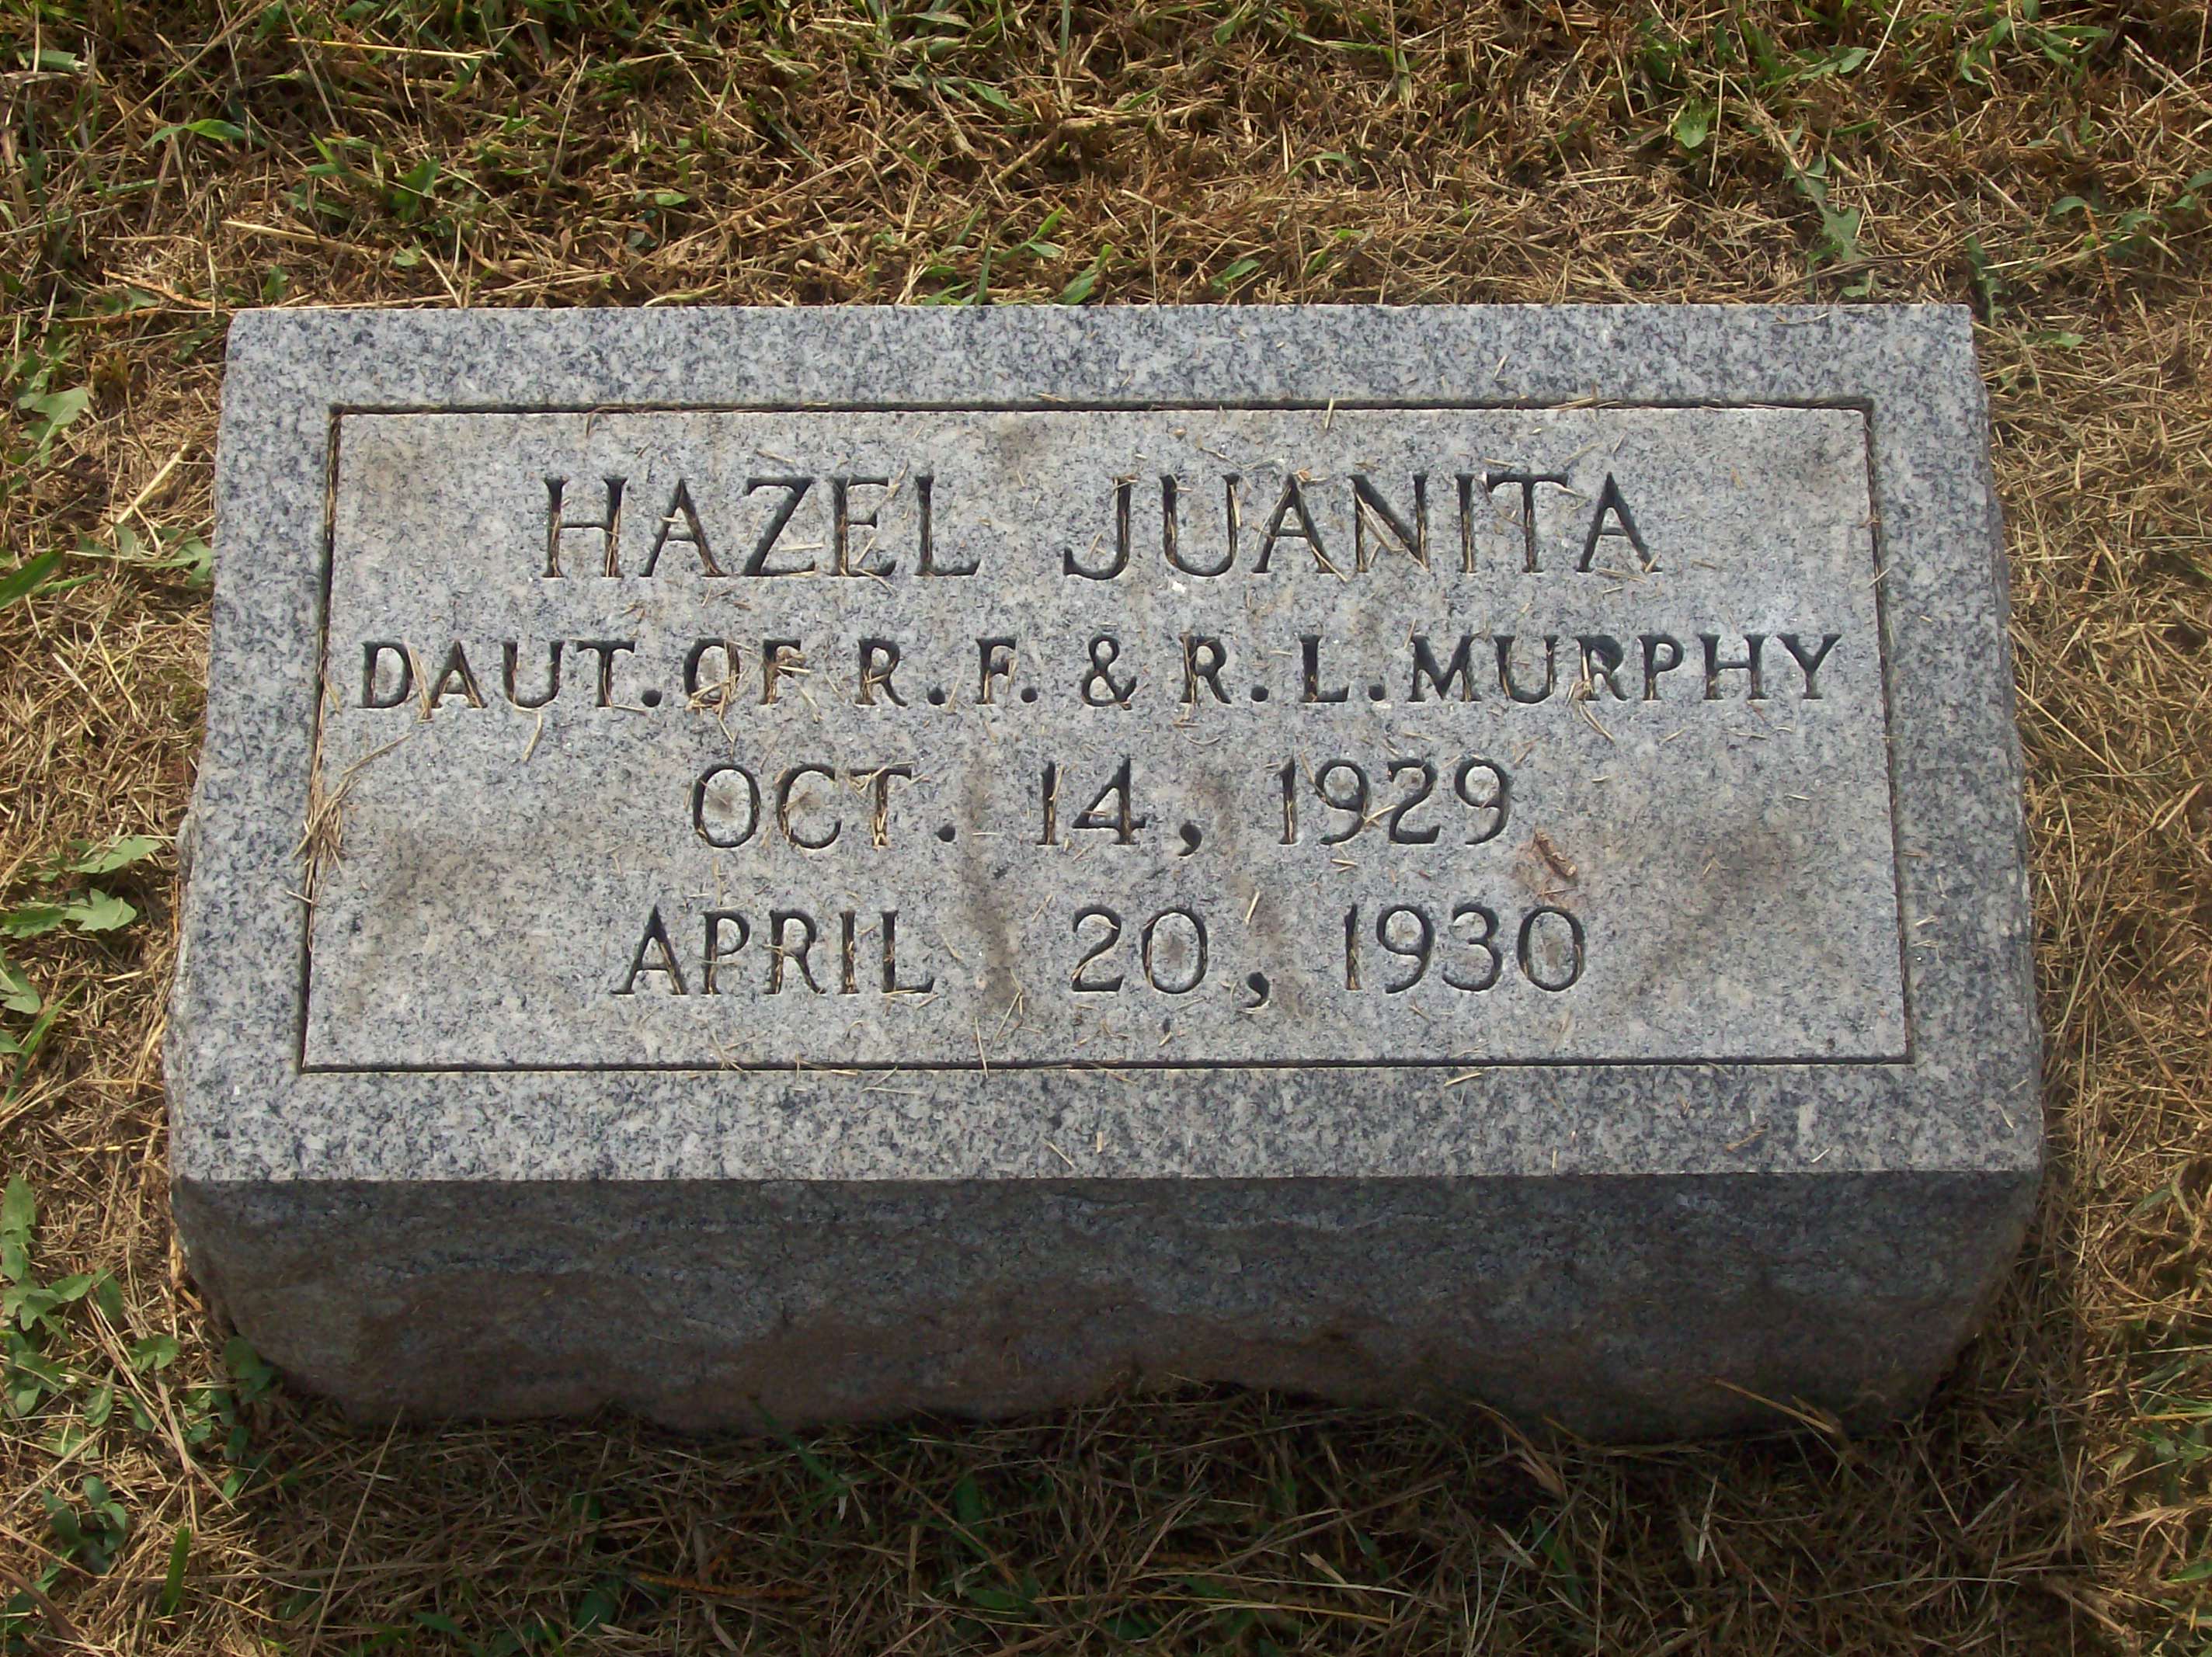 HAZEL JUANITA
DAUT. OF R. F. & R. L. MURPHY
OCT. 14, 1929
APRIL 20, 1930